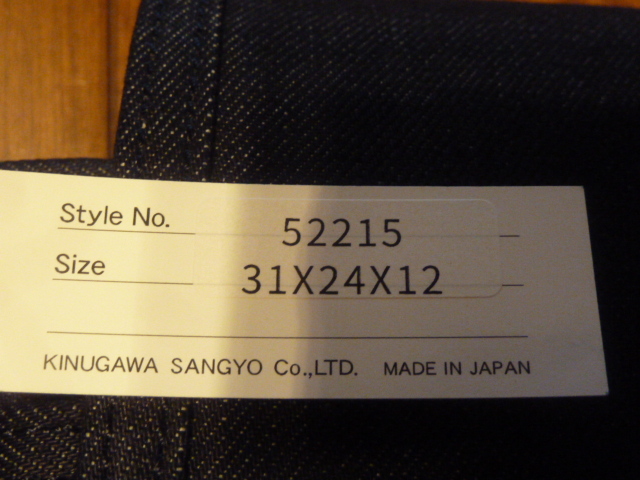 Style No. 52215
Size 31X24X12
KINUGAWA SANGYO Co.,LTD. MADE IN JAPAN